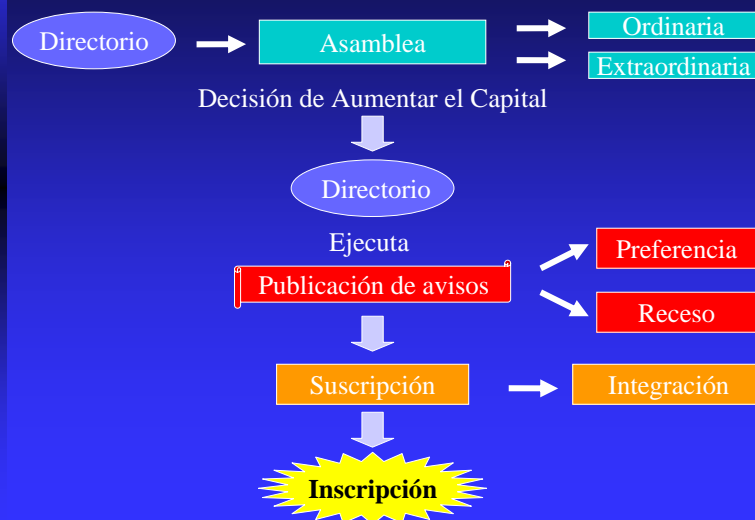 Directorio
Asamblea
Ordinaria
Extraordinaria
Decisión de Aumentar el Capital
Directorio
Ejecuta
Publicación de avisos
Preferencia
Receso
Suscripción
Integración
Inscripción